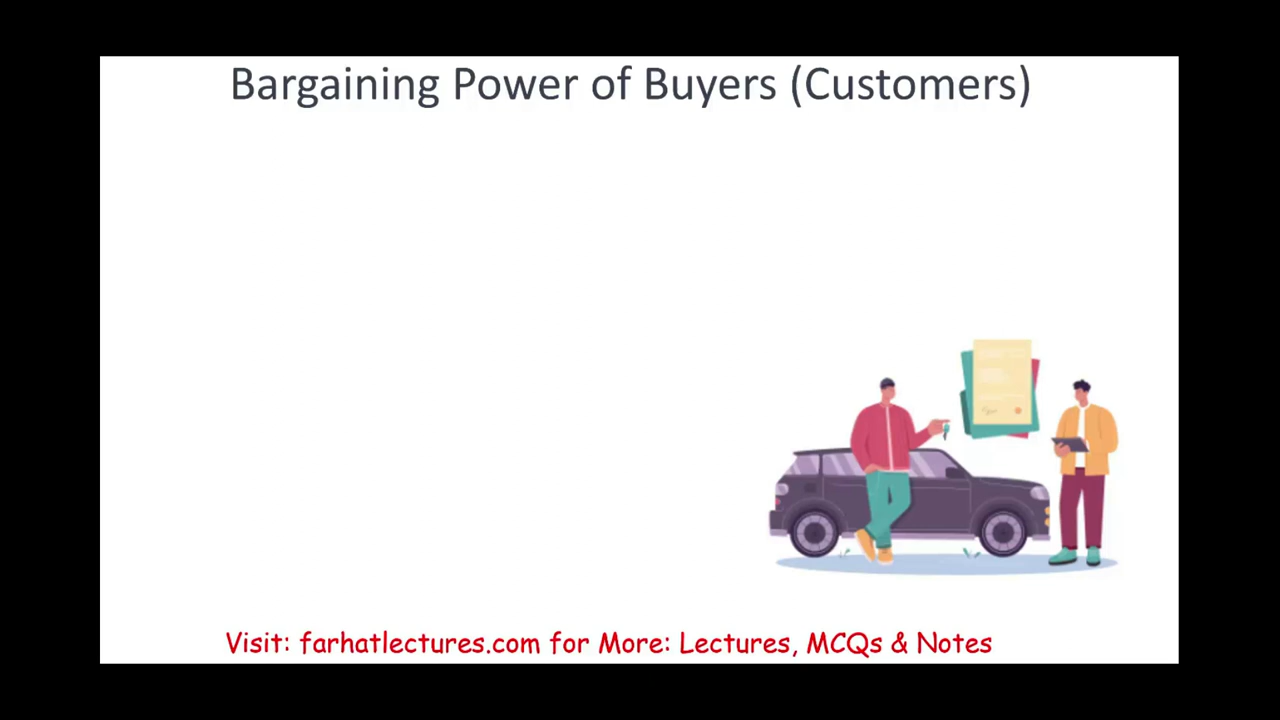 Bargaining Power of Buyers (Customers)
Visit: farhatlectures.com for More: Lectures, MCQs & Notes